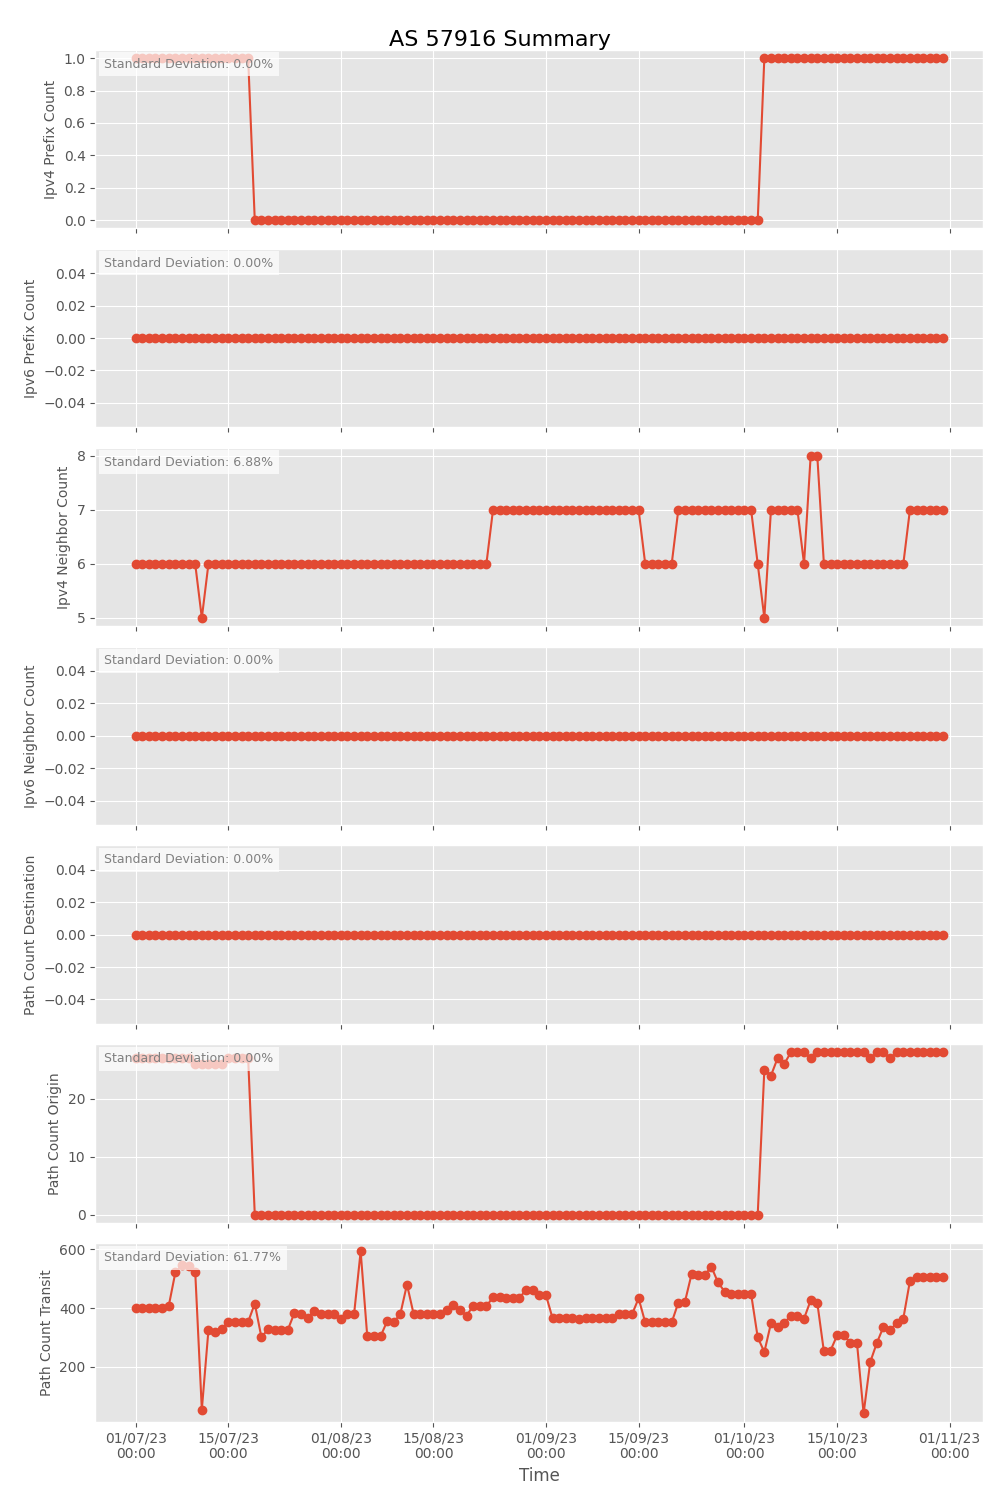 AS 57916 Summary
Ipv4 Prefix Count
1.0
0.8
0.6
0.4
0.2
0.0
Standard Deviation: 0.00%
Ipv6 Prefix Count
0.04
0.02
0.00
−0.02
−0.04
Standard Deviation: 0.00%
Ipv4 Neighbor Count
8
7
6
5
Standard Deviation: 6.88%
Ipv6 Neighbor Count
0.04
0.02
0.00
−0.02
−0.04
Standard Deviation: 0.00%
Path Count Destination
0.04
0.02
0.00
−0.02
−0.04
Standard Deviation: 0.00%
Path Count Origin
20
10
0
Standard Deviation: 0.00%
Path Count Transit
600
400
200
Standard Deviation: 61.77%
01/07/23 15/07/23 01/08/23 15/08/23 01/09/23 15/09/23 01/10/23 15/10/23 01/11/23
00:00 00:00 00:00 00:00 00:00 00:00 00:00 00:00 00:00
Time